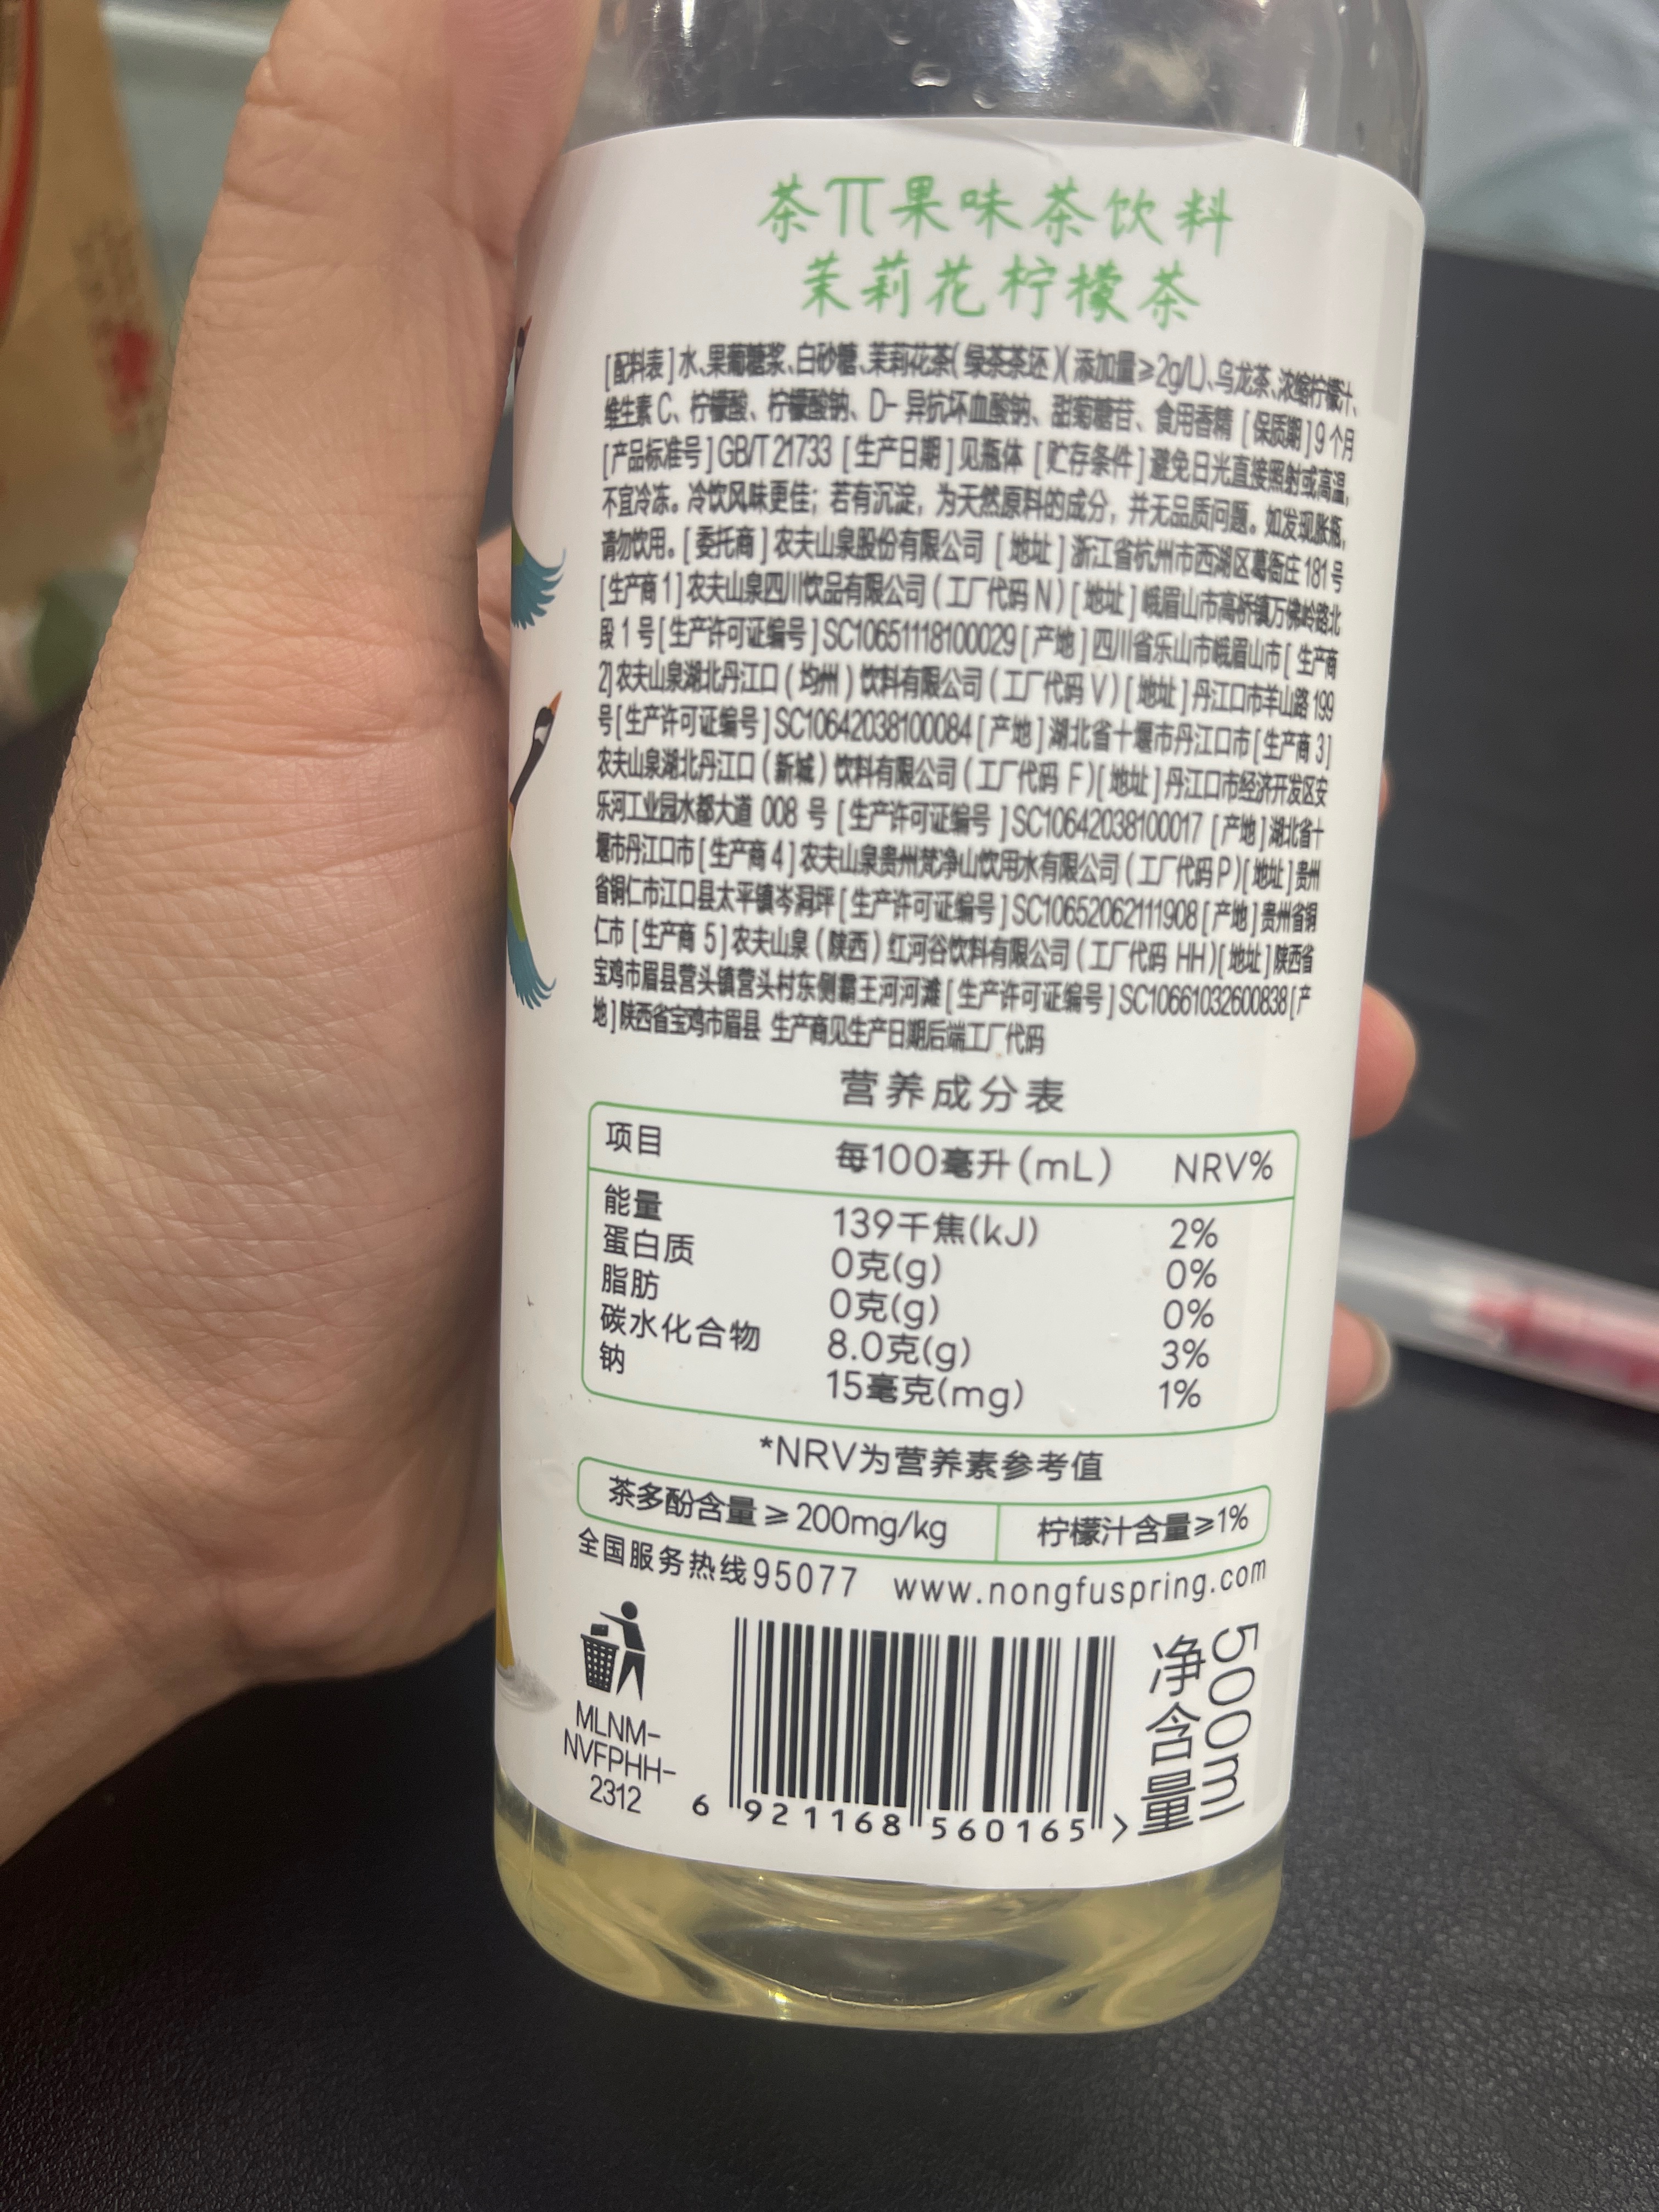 茶π果味茶饮料
茉莉花柠檬茶
[配料表]水、果葡糖浆、白砂糖、茉莉花茶(绿茶茶坯)(添加量≥2g/L)、乌龙茶、浓缩柠檬汁、
维生素C、柠檬酸、柠檬酸钠、D-异抗坏血酸钠、甜菊糖苷、食用香精 [保质期]9个月
[产品标准号]GB/T 21733 [生产日期]见瓶体 [贮存条件]避免日光直接照射或高温,
不宜冷冻。冷饮风味更佳；若有沉淀，为天然原料的成分，并无品质问题。如发现胀瓶,
请勿饮用。[委托商]农夫山泉股份有限公司 [地址]浙江省杭州市西湖区葛衙庄181号
[生产商1]农夫山泉四川饮品有限公司(工厂代码N)[地址]峨眉山市高桥镇万佛岭路北
段1号[生产许可证编号]SC10651118100029[产地]四川省乐山市峨眉山市[生产商
2]农夫山泉湖北丹江口(均州)饮料有限公司(工厂代码V)[地址]丹江口市羊山路199
号[生产许可证编号]SC10642038100084[产地]湖北省十堰市丹江口市[生产商3]
农夫山泉湖北丹江口(新城)饮料有限公司(工厂代码 F)[地址]丹江口市经济开发区安
乐河工业园水都大道 008 号 [生产许可证编号]SC10642038100017 [产地]湖北省十
堰市丹江口市[生产商4]农夫山泉贵州梵净山饮用水有限公司(工厂代码P)[地址]贵州
省铜仁市江口县太平镇岑洞坪[生产许可证编号]SC10652062111908[产地]贵州省铜
仁市 [生产商 5]农夫山泉(陕西)红河谷饮料有限公司(工厂代码 HH)[地址]陕西省
宝鸡市眉县营头镇营头村东侧霸王河河滩[生产许可证编号]SC10661032600838[产
地]陕西省宝鸡市眉县 生产商见生产日期后端工厂代码
营养成分表
项目 每100毫升(mL) NRV%
能量 139千焦(kJ) 2%
蛋白质 0克(g) 0%
脂肪 0克(g) 0%
碳水化合物 8.0克(g) 3%
钠 15毫克(mg) 1%
*NRV为营养素参考值
茶多酚含量≥200mg/kg 柠檬汁含量≥1%
全国服务热线95077 www.nongfuspring.com
MLNM-
NVFPHH-
2312
6 921168 560165 >
净含量
500ml